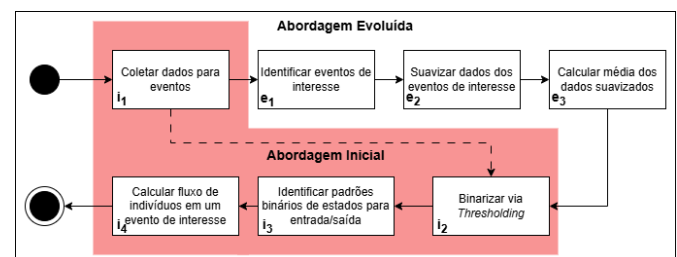 Abordagem Evoluída
Coletar dados para
eventos
i1
Identificar eventos de
interesse
e1
Suavizar dados dos
eventos de interesse
e2
Calcular média dos
dados suavizados
e3
Abordagem Inicial
Calcular fluxo de
indivíduos em um
evento de interesse
i4
Identificar padrões
binários de estados para
entrada/saída
i3
Binarizar via
Thresholding
i2